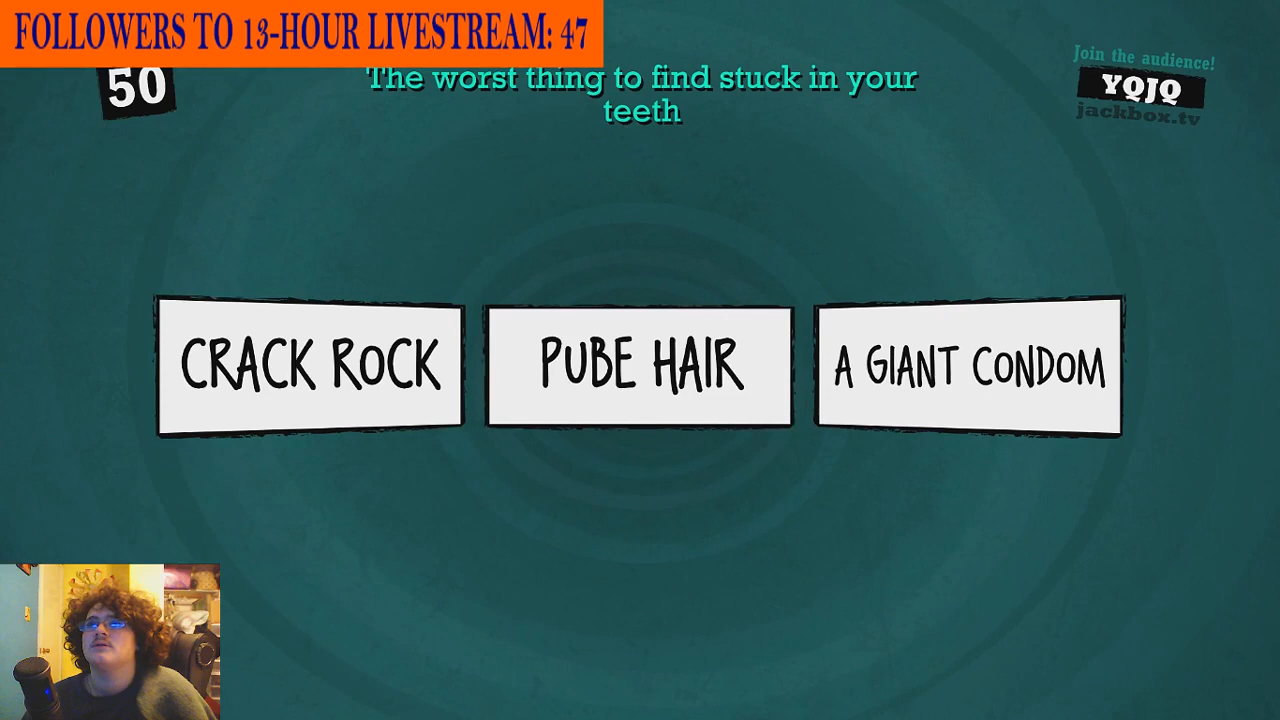 FOLLOWERS TO 13-HOUR LIVESTREAM: 47
50
The worst thing to find stuck in your
teeth
Join the audience!
YQJQ
jackbox.tv
CRACK ROCK
PUBE HAIR
A GIANT CONDOM